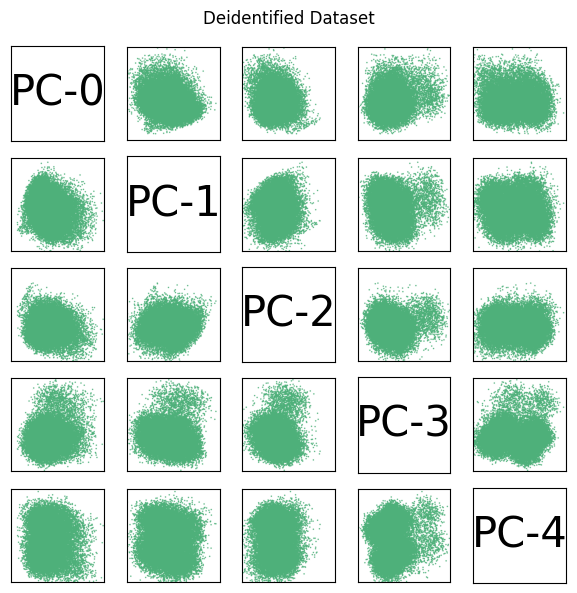 Deidentified Dataset
PC-0
PC-1
PC-2
PC-3
PC-4